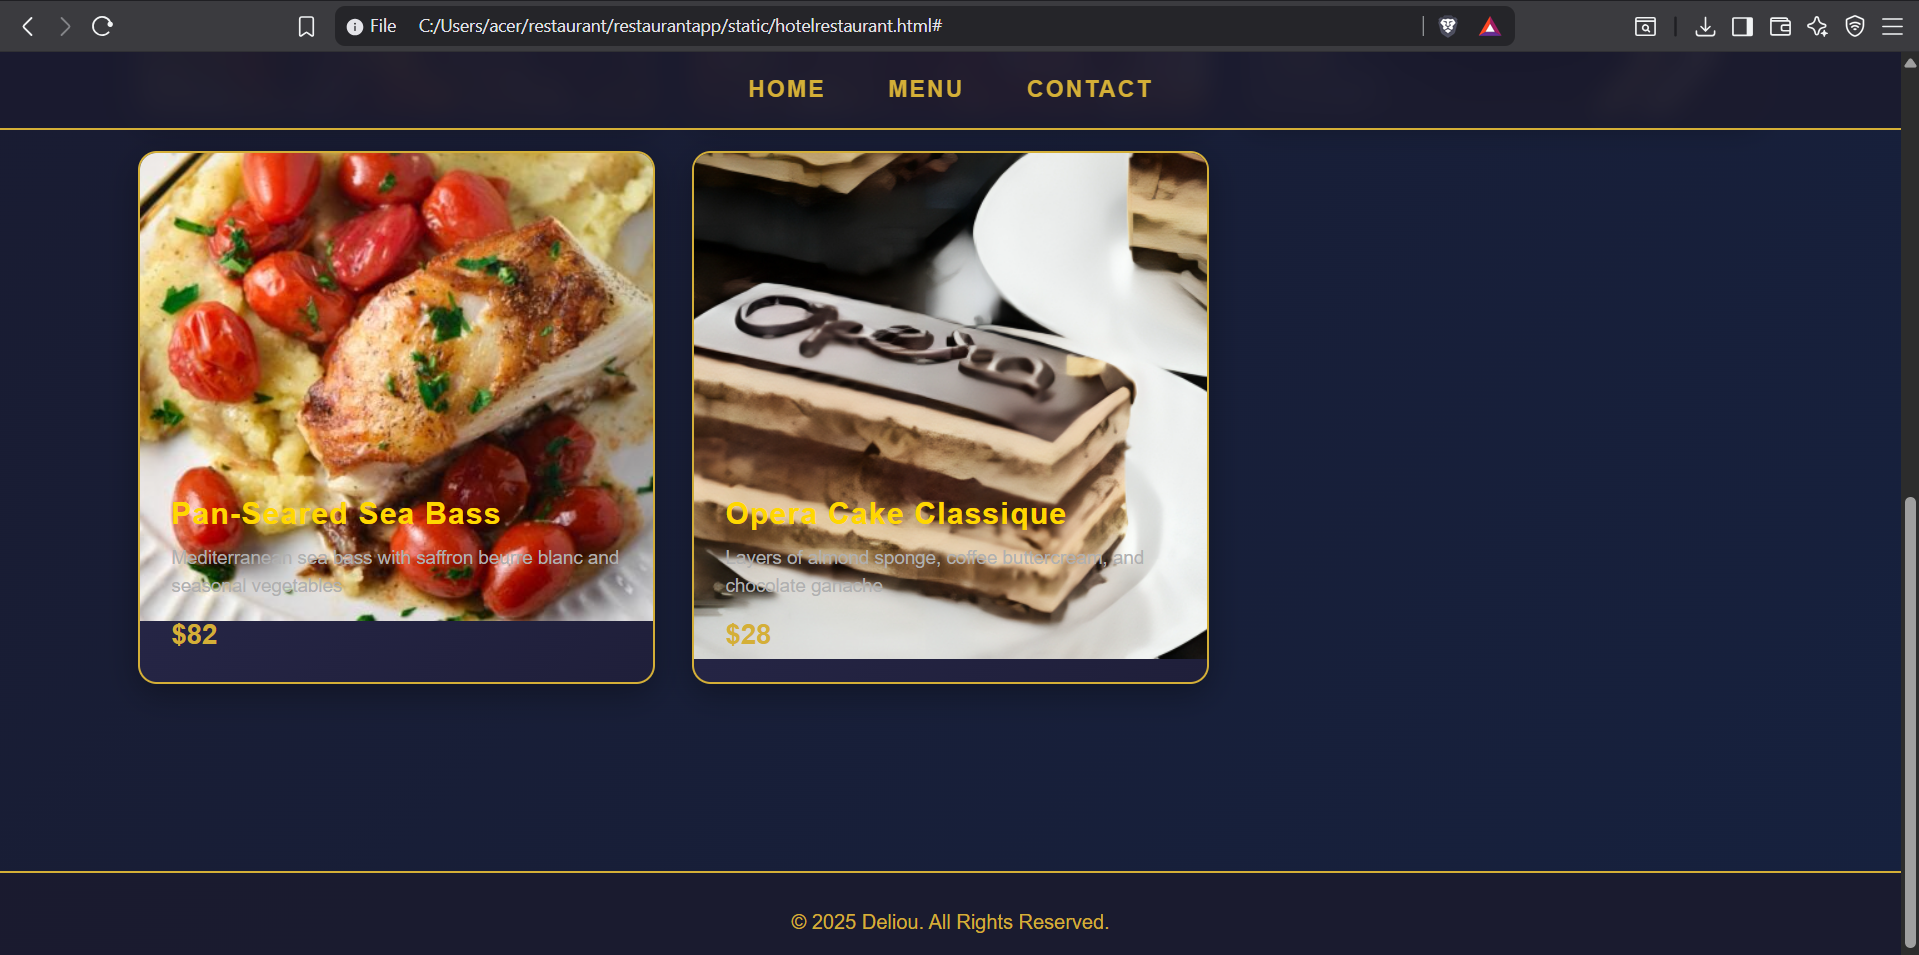 File C:/Users/acer/restaurant/restaurantapp/static/hotelrestaurant.html#
HOME MENU CONTACT
Opera
Pan-Seared Sea Bass
Mediterranean sea bass with saffron beurre blanc and
seasonal vegetables
$82
Opera Cake Classique
Layers of almond sponge, coffee buttercream, and
chocolate ganache
$28
© 2025 Deliou. All Rights Reserved.